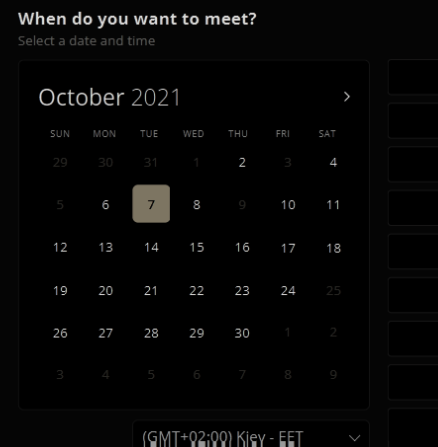 When do you want to meet?
Select a date and time
October 2021
SUN MON TUE WED THU FRI SAT
29 30 31 1 2 3 4
5 6 7 8 9 10 11
12 13 14 15 16 17 18
19 20 21 22 23 24 25
26 27 28 29 30 1 2
3 4 5 6 7 8 9
(GMT+02:00) Kiev - EET